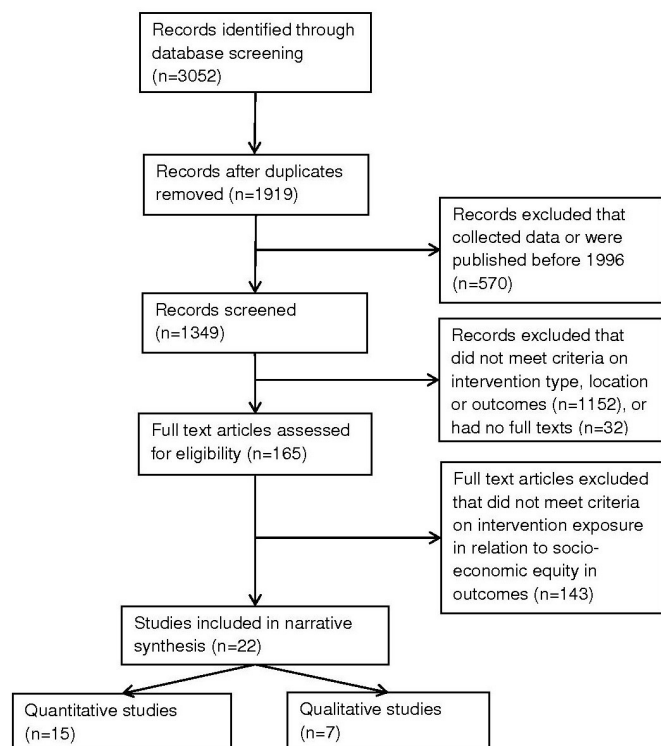 Records identified through
database screening
(n=3052)
Records after duplicates
removed (n=1919)
Records excluded that
collected data or were
published before 1996
(n=570)
Records screened
(n=1349)
Records excluded that
did not meet criteria on
intervention type, location
or outcomes (n=1152), or
had no full texts (n=32)
Full text articles assessed
for eligibility (n=165)
Full text articles excluded
that did not meet criteria
on intervention exposure
in relation to socio-
economic equity in
outcomes (n=143)
Studies included in narrative
synthesis (n=22)
Quantitative studies
(n=15)
Qualitative studies
(n=7)